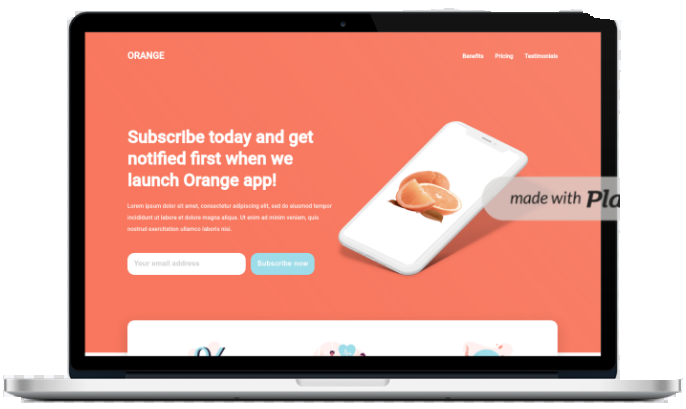 ORANGE
Benefits Pricing Testimonials
Subscribe today and get
notified first when we
launch Orange app!
Lorem ipsum dolor sit amet, consectetur adipiscing elit, sed do eiusmod tempor
incididunt ut labore et dolore magna aliqua. Ut enim ad minim veniam, quis
nostrud exercitation ullamco laboris nisi.
made with Pla
Your email address
Subscribe now